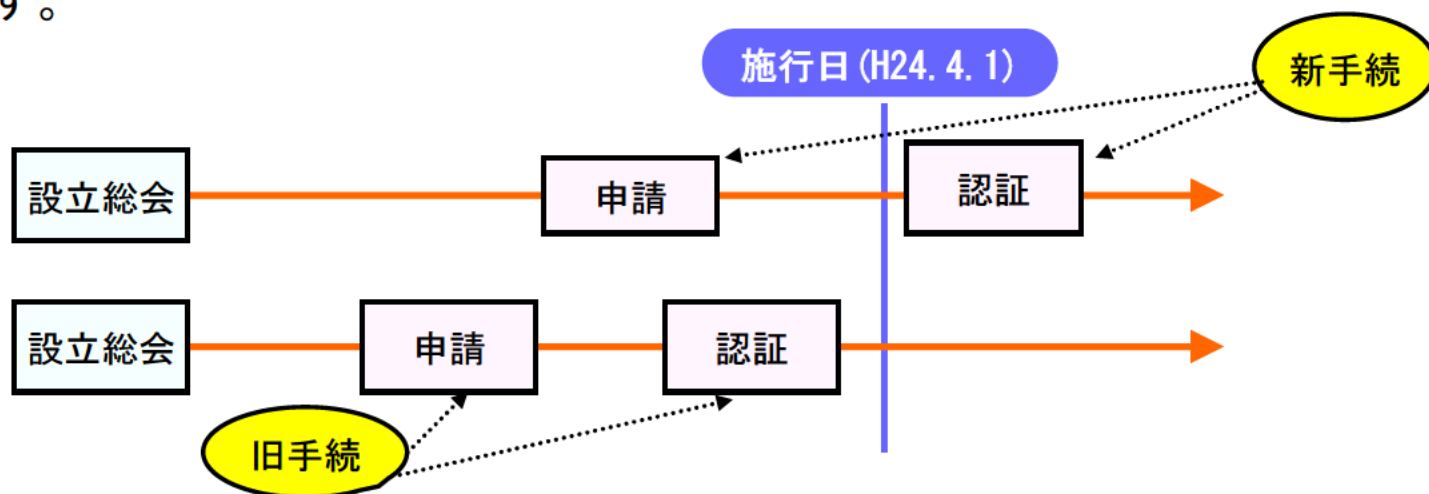 す。
施行日(H24.4.1)
新手続
設立総会
申請
認証
設立総会
申請
認証
旧手続